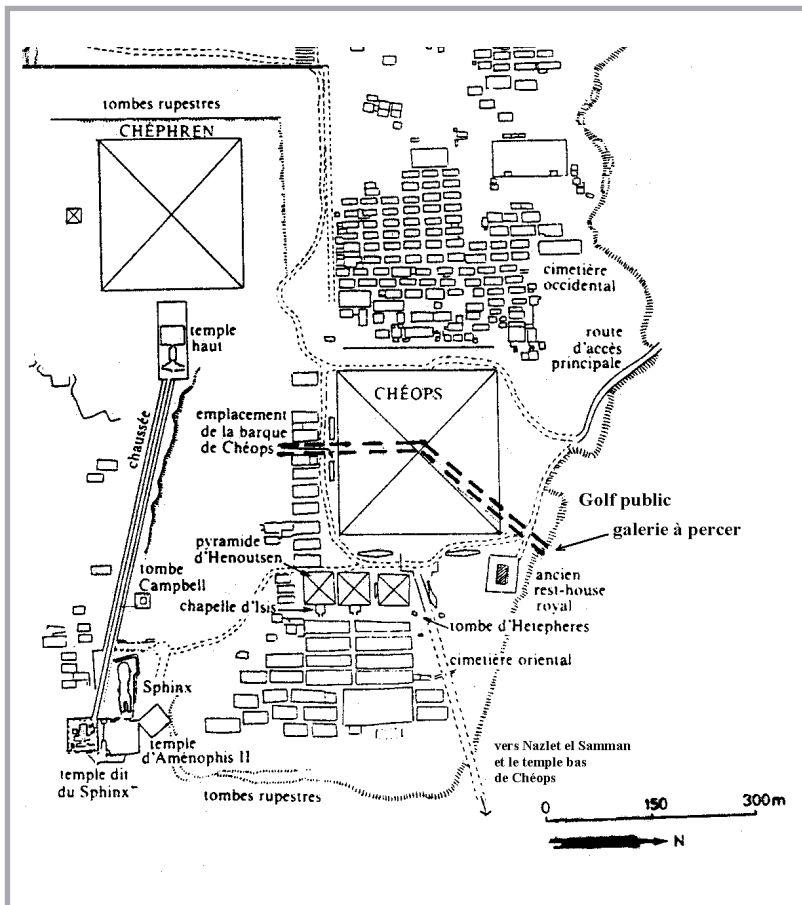 tombes rupestres
CHÉPHREN
temple
haut
chaussée
cimetière
occidental
route
d'accès
principale
CHÉOPS
emplacement
de la barque
de Chéops
Golf public
galerie à percer
pyramide
d'Henoutsen
tombe
Campbell
chapelle d'Isis
ancien
rest-house
royal
tombe d'Hetepheres
cimetière oriental
Sphinx
temple
d'Aménophis II
temple dit
du Sphinx
tombes rupestres
vers Nazlet el Samman
et le temple bas
de Chéops
0 150 300m
N